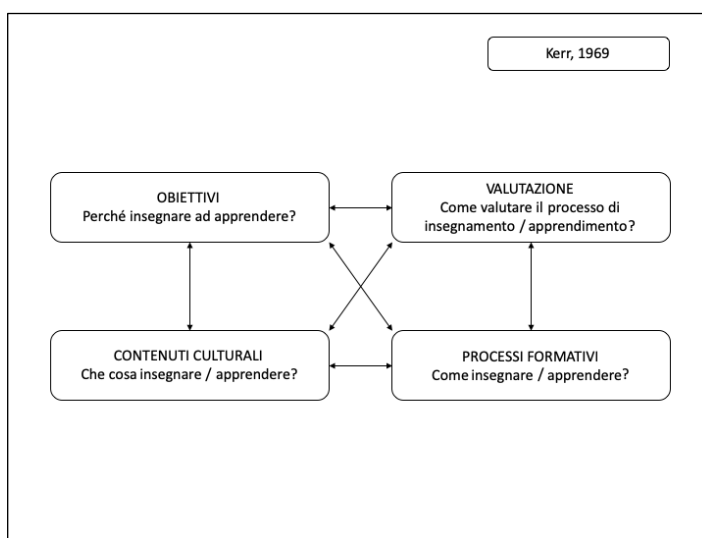 Kerr, 1969
OBIETTIVI
Perché insegnare ad apprendere?
VALUTAZIONE
Come valutare il processo di
insegnamento / apprendimento?
CONTENUTI CULTURALI
Che cosa insegnare / apprendere?
PROCESSI FORMATIVI
Come insegnare / apprendere?